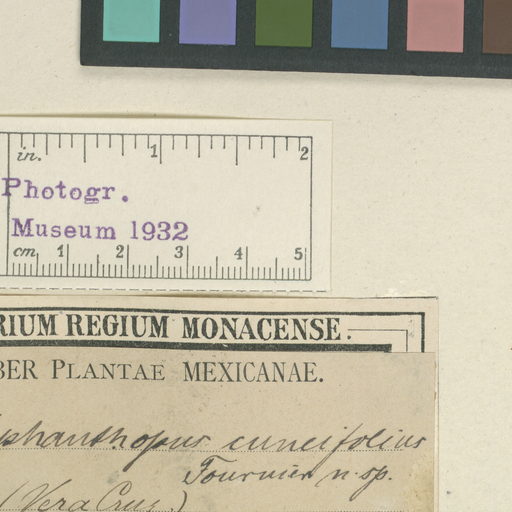 in. 1 2
Photogr.
Museum 1932
cm 1 2 3 4 5
RIUM REGIUM MONACENSE.
BER PLANTAE MEXICANAE.
phanthopus cuneifolius
Fournier n. sp.
(Vera Cruz.)